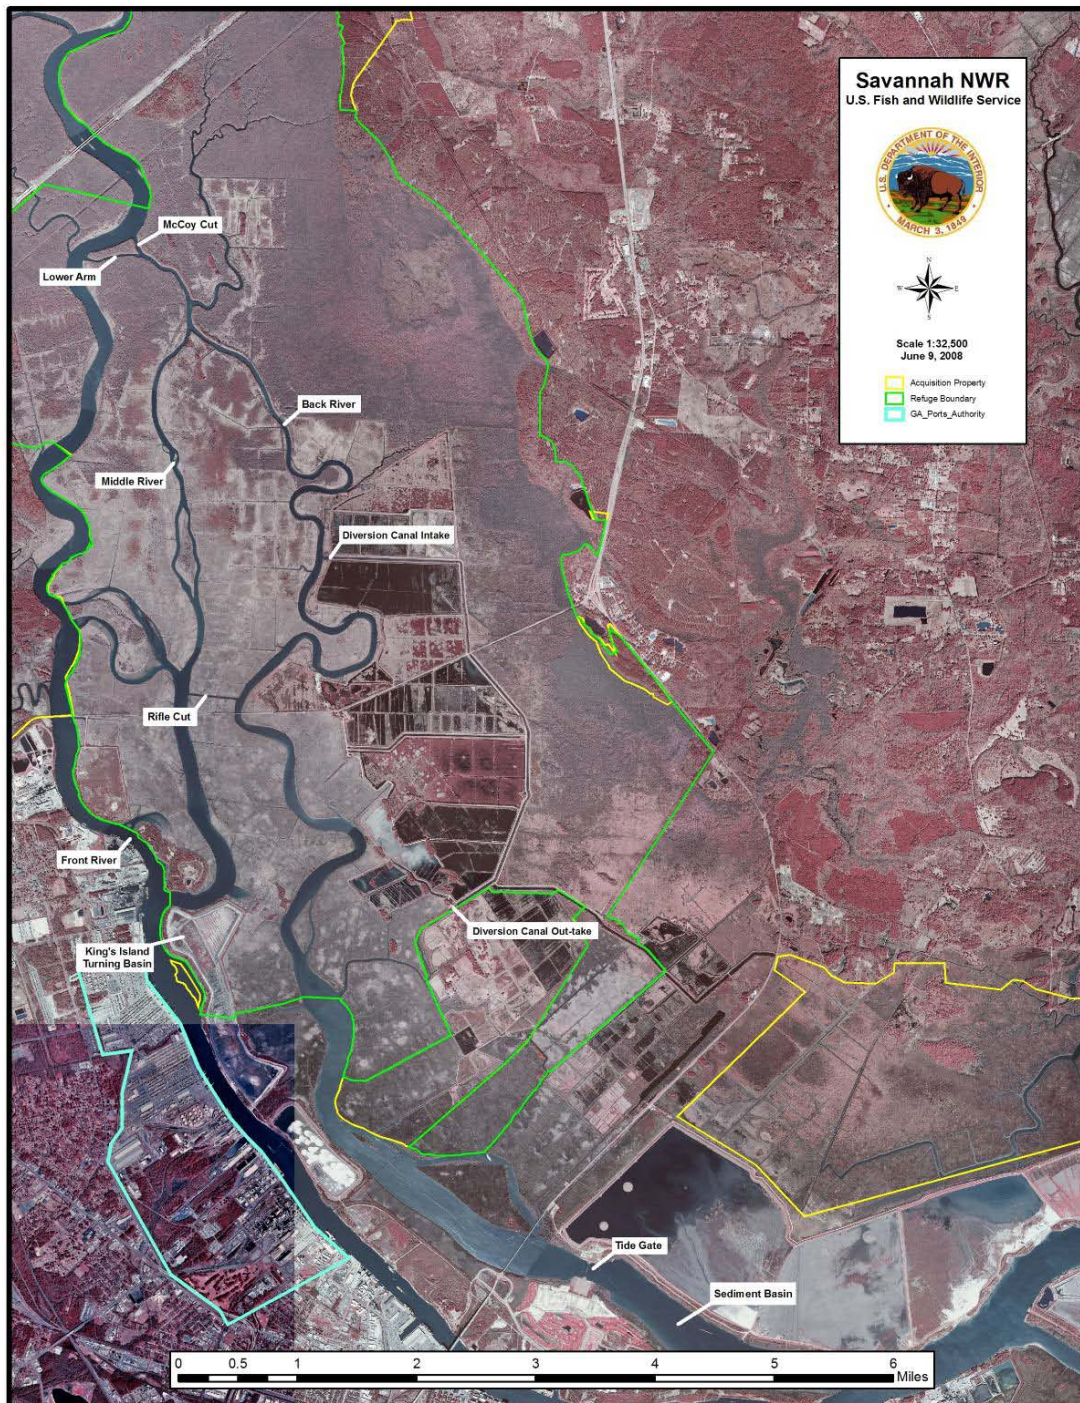 Savannah NWR
U.S. Fish and Wildlife Service
U.S. DEPARTMENT OF THE INTERIOR
MARCH 3, 1849
N
W
E
S
Scale 1:32,500
June 9, 2008
Acquisition Property
Refuge Boundary
GA_Ports_Authority
McCoy Cut
Lower Arm
Back River
Middle River
Diversion Canal Intake
Rifle Cut
Front River
Diversion Canal Out-take
King's Island
Turning Basin
Tide Gate
Sediment Basin
0 0.5 1 2 3 4 5 6
Miles